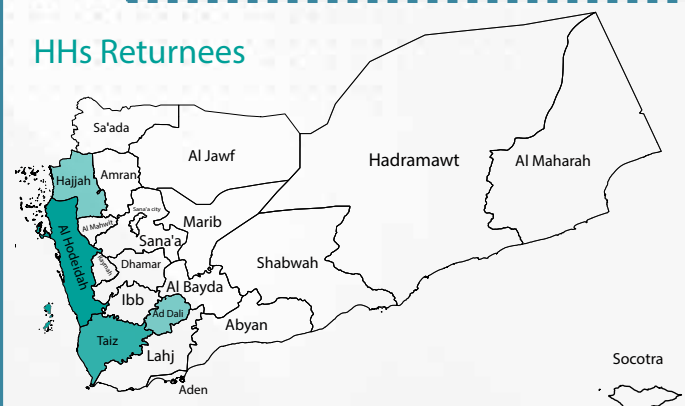 HHs Returnees
Sa'ada
Al Jawf
Hadramawt
Al Maharah
Hajjah
Amran
Sana'a city
Al Mahwit
Marib
Al Hodeidah
Sana'a
Raymah
Dhamar
Shabwah
Al Bayda
Ibb
Ad Dali
Abyan
Taiz
Lahj
Aden
Socotra